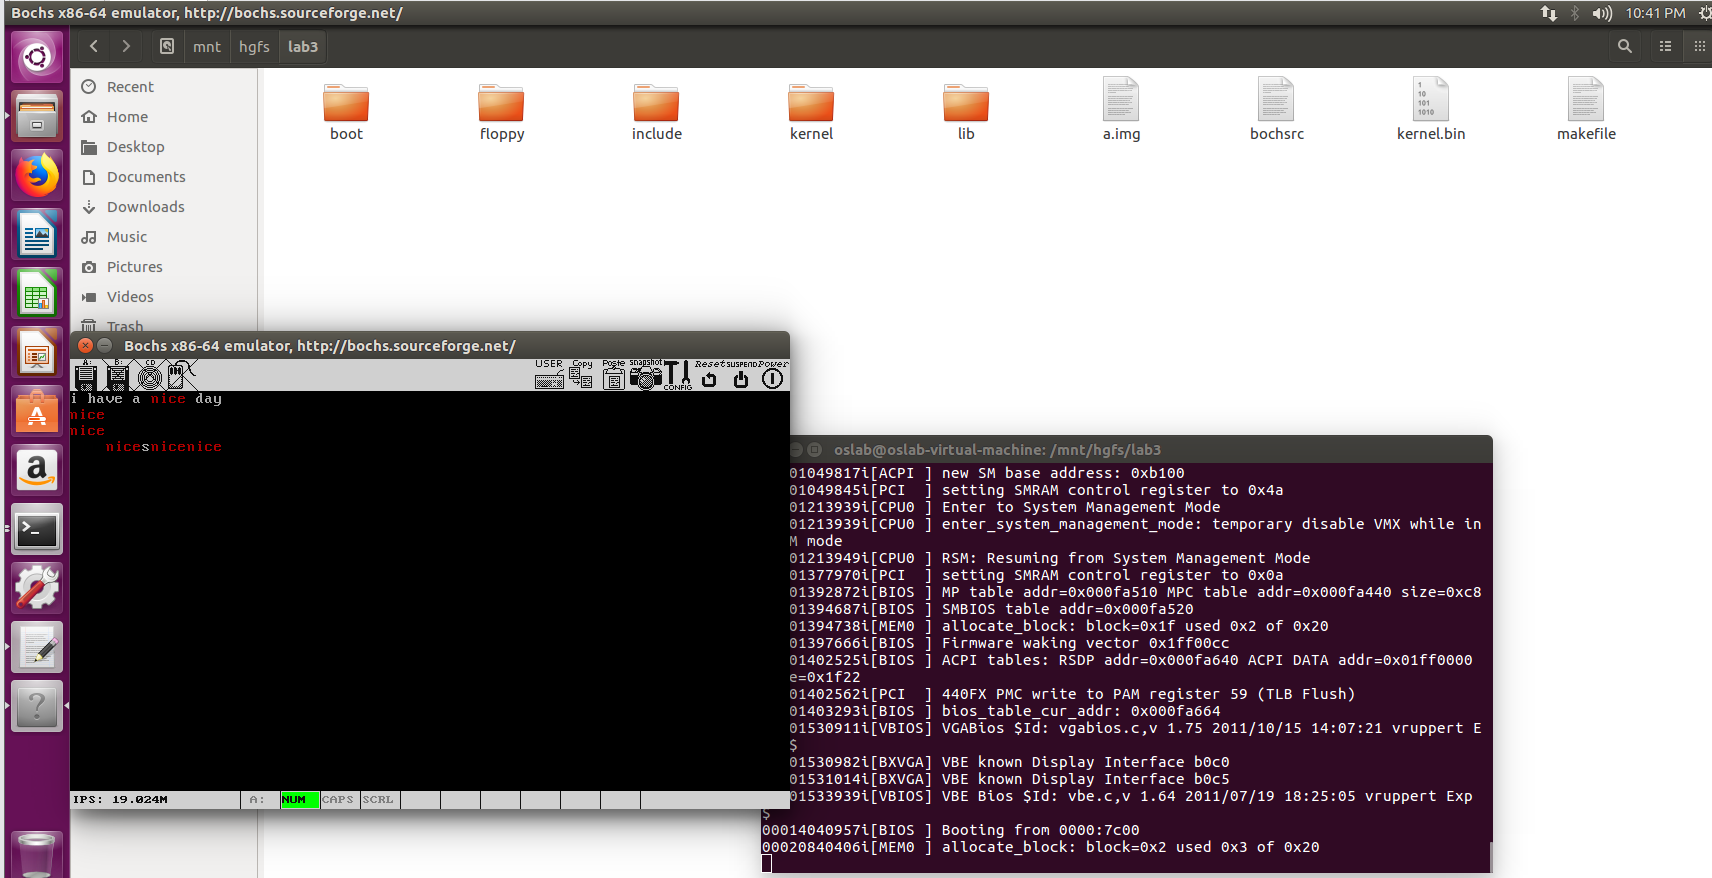 Bochs x86-64 emulator, http://bochs.sourceforge.net/
10:41 PM
mnt
hgfs
lab3
Recent
Home
Desktop
Documents
Downloads
Music
Pictures
Videos
Trash
boot
floppy
include
kernel
lib
a.img
bochsrc
1
10
101
1010
kernel.bin
makefile
Bochs x86-64 emulator, http://bochs.sourceforge.net/
A:
B:
CD
USER
Copy
Paste
snapshot
CONFIG
Reset
SUSPEND
Power
i have a nice day
nice
nice
nicesnicenice
IPS: 19.024M
A:
NUM
CAPS
SCRL
oslab@oslab-virtual-machine: /mnt/hgfs/lab3
01049817i[ACPI ] new SM base address: 0xb100
01049845i[PCI  ] setting SMRAM control register to 0x4a
01213939i[CPU0 ] Enter to System Management Mode
01213939i[CPU0 ] enter_system_management_mode: temporary disable VMX while in
M mode
01213949i[CPU0 ] RSM: Resuming from System Management Mode
01377970i[PCI  ] setting SMRAM control register to 0x0a
01392872i[BIOS ] MP table addr=0x000fa510 MPC table addr=0x000fa440 size=0xc8
01394687i[BIOS ] SMBIOS table addr=0x000fa520
01394738i[MEM0 ] allocate_block: block=0x1f used 0x2 of 0x20
01397666i[BIOS ] Firmware waking vector 0x1ff00cc
01402525i[BIOS ] ACPI tables: RSDP addr=0x000fa640 ACPI DATA addr=0x01ff0000
e=0x1f22
01402562i[PCI  ] 440FX PMC write to PAM register 59 (TLB Flush)
01403293i[BIOS ] bios_table_cur_addr: 0x000fa664
01530911i[VBIOS] VGABios $Id: vgabios.c,v 1.75 2011/10/15 14:07:21 vruppert E
$
01530982i[BXVGA] VBE known Display Interface b0c0
01531014i[BXVGA] VBE known Display Interface b0c5
01533939i[VBIOS] VBE Bios $Id: vbe.c,v 1.64 2011/07/19 18:25:05 vruppert Exp
$
00014040957i[BIOS ] Booting from 0000:7c00
00020840406i[MEM0 ] allocate_block: block=0x2 used 0x3 of 0x20